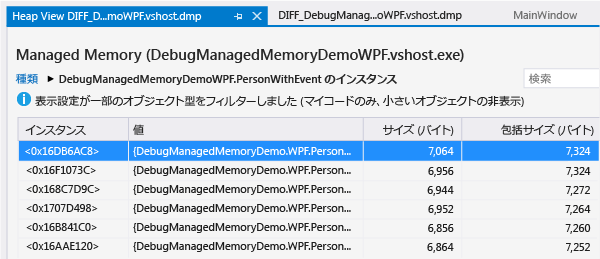 Heap View DIFF_D...moWPF.vshost.dmp DIFF_DebugManag...oWPF.vshost.dmp MainWindow
Managed Memory (DebugManagedMemoryDemoWPF.vshost.exe)
種類 ▶ DebugManagedMemoryDemoWPF.PersonWithEvent のインスタンス 検索
表示設定が一部のオブジェクト型をフィルターしました (マイコードのみ、小さいオブジェクトの非表示)
インスタンス 値 サイズ (バイト) 包括サイズ (バイト)
<0x16DB6AC8> {DebugManagedMemoryDemo.WPF.Person... 7,064 7,324
<0x16F1073C> {DebugManagedMemoryDemo.WPF.Person... 6,956 7,324
<0x168C7D9C> {DebugManagedMemoryDemo.WPF.Person... 6,944 7,272
<0x1707D498> {DebugManagedMemoryDemo.WPF.Person... 6,952 7,264
<0x16B841C0> {DebugManagedMemoryDemo.WPF.Person... 6,856 7,260
<0x16AAE120> {DebugManagedMemoryDemo.WPF.Person... 6,864 7,252